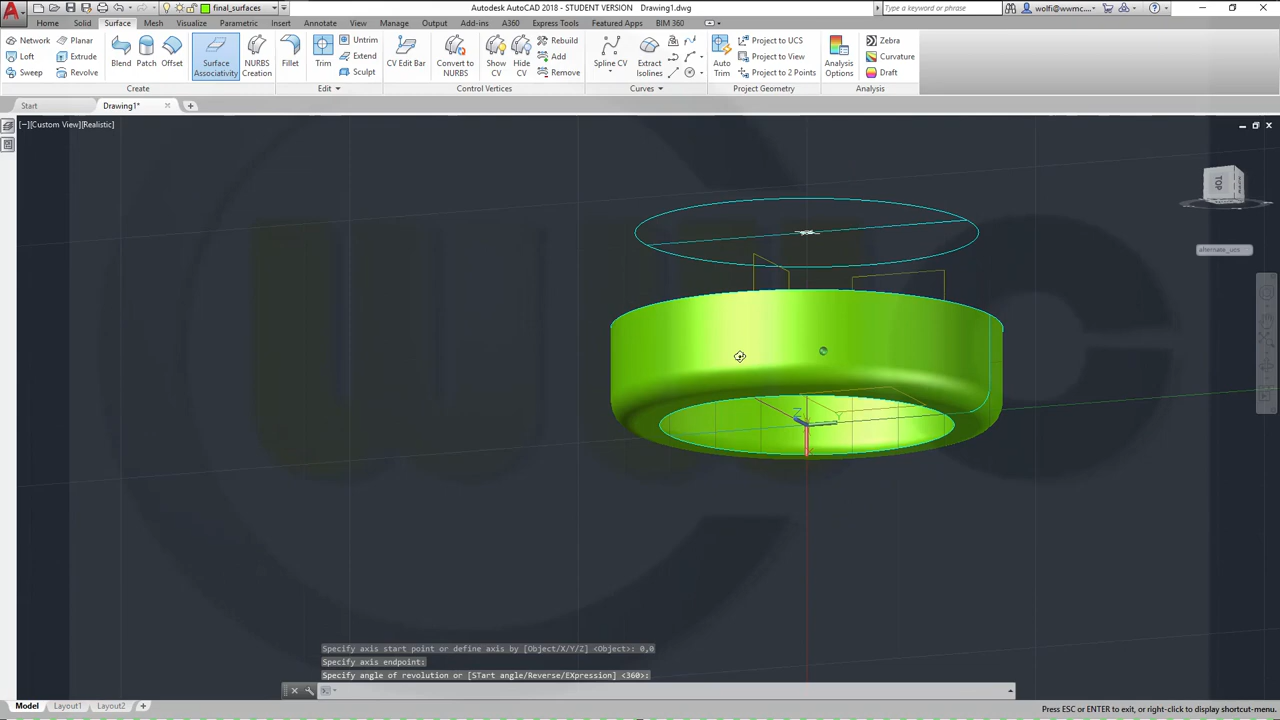 final_surfaces
Autodesk AutoCAD 2018 - STUDENT VERSION Drawing1.dwg
Type a keyword or phrase
wolfi@wwmc...
Home Solid Surface Mesh Visualize Parametric Insert Annotate View Manage Output Add-ins A360 Express Tools Featured Apps BIM 360
Network Planar Untrim Rebuild Project to UCS Zebra
Loft Extrude Extend Add Project to View Curvature
Sweep Revolve Sculpt Remove Project to 2 Points Draft
Blend Patch Offset
Surface Associativity
NURBS Creation
Fillet
Trim
CV Edit Bar
Convert to NURBS
Show CV
Hide CV
Spline CV
Extract Isolines
Auto Trim
Analysis Options
Create Edit Control Vertices Curves Project Geometry Analysis
Start Drawing1*
[−][Custom View][Realistic]
TOP
alternate_ucs
Z
Y
Specify axis start point or define axis by [Object/X/Y/Z] <Object>: 0,0
Specify axis endpoint:
Specify angle of revolution or [STart angle/Reverse/EXpression] <360>:
Model Layout1 Layout2
Press ESC or ENTER to exit, or right-click to display shortcut-menu.